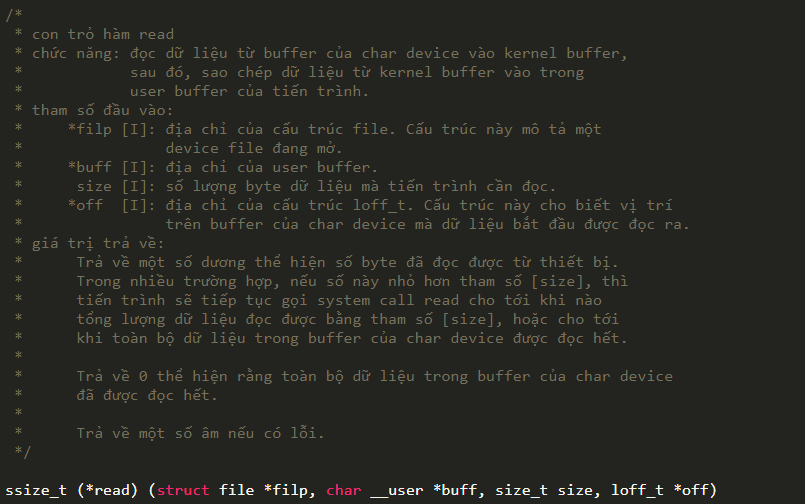 /*
 * con trỏ hàm read
 * chức năng: đọc dữ liệu từ buffer của char device vào kernel buffer,
 *            sau đó, sao chép dữ liệu từ kernel buffer vào trong
 *            user buffer của tiến trình.
 * tham số đầu vào:
 *     *filp [I]: địa chỉ của cấu trúc file. Cấu trúc này mô tả một
 *                device file đang mở.
 *     *buff [I]: địa chỉ của user buffer.
 *      size [I]: số lượng byte dữ liệu mà tiến trình cần đọc.
 *     *off  [I]: địa chỉ của cấu trúc loff_t. Cấu trúc này cho biết vị trí
 *                trên buffer của char device mà dữ liệu bắt đầu được đọc ra.
 * giá trị trả về:
 *      Trả về một số dương thể hiện số byte đã đọc được từ thiết bị.
 *      Trong nhiều trường hợp, nếu số này nhỏ hơn tham số [size], thì
 *      tiến trình sẽ tiếp tục gọi system call read cho tới khi nào
 *      tổng lượng dữ liệu đọc được bằng tham số [size], hoặc cho tới
 *      khi toàn bộ dữ liệu trong buffer của char device được đọc hết.
 *
 *      Trả về 0 thể hiện rằng toàn bộ dữ liệu trong buffer của char device
 *      đã được đọc hết.
 *
 *      Trả về một số âm nếu có lỗi.
 */
ssize_t (*read) (struct file *filp, char __user *buff, size_t size, loff_t *off)